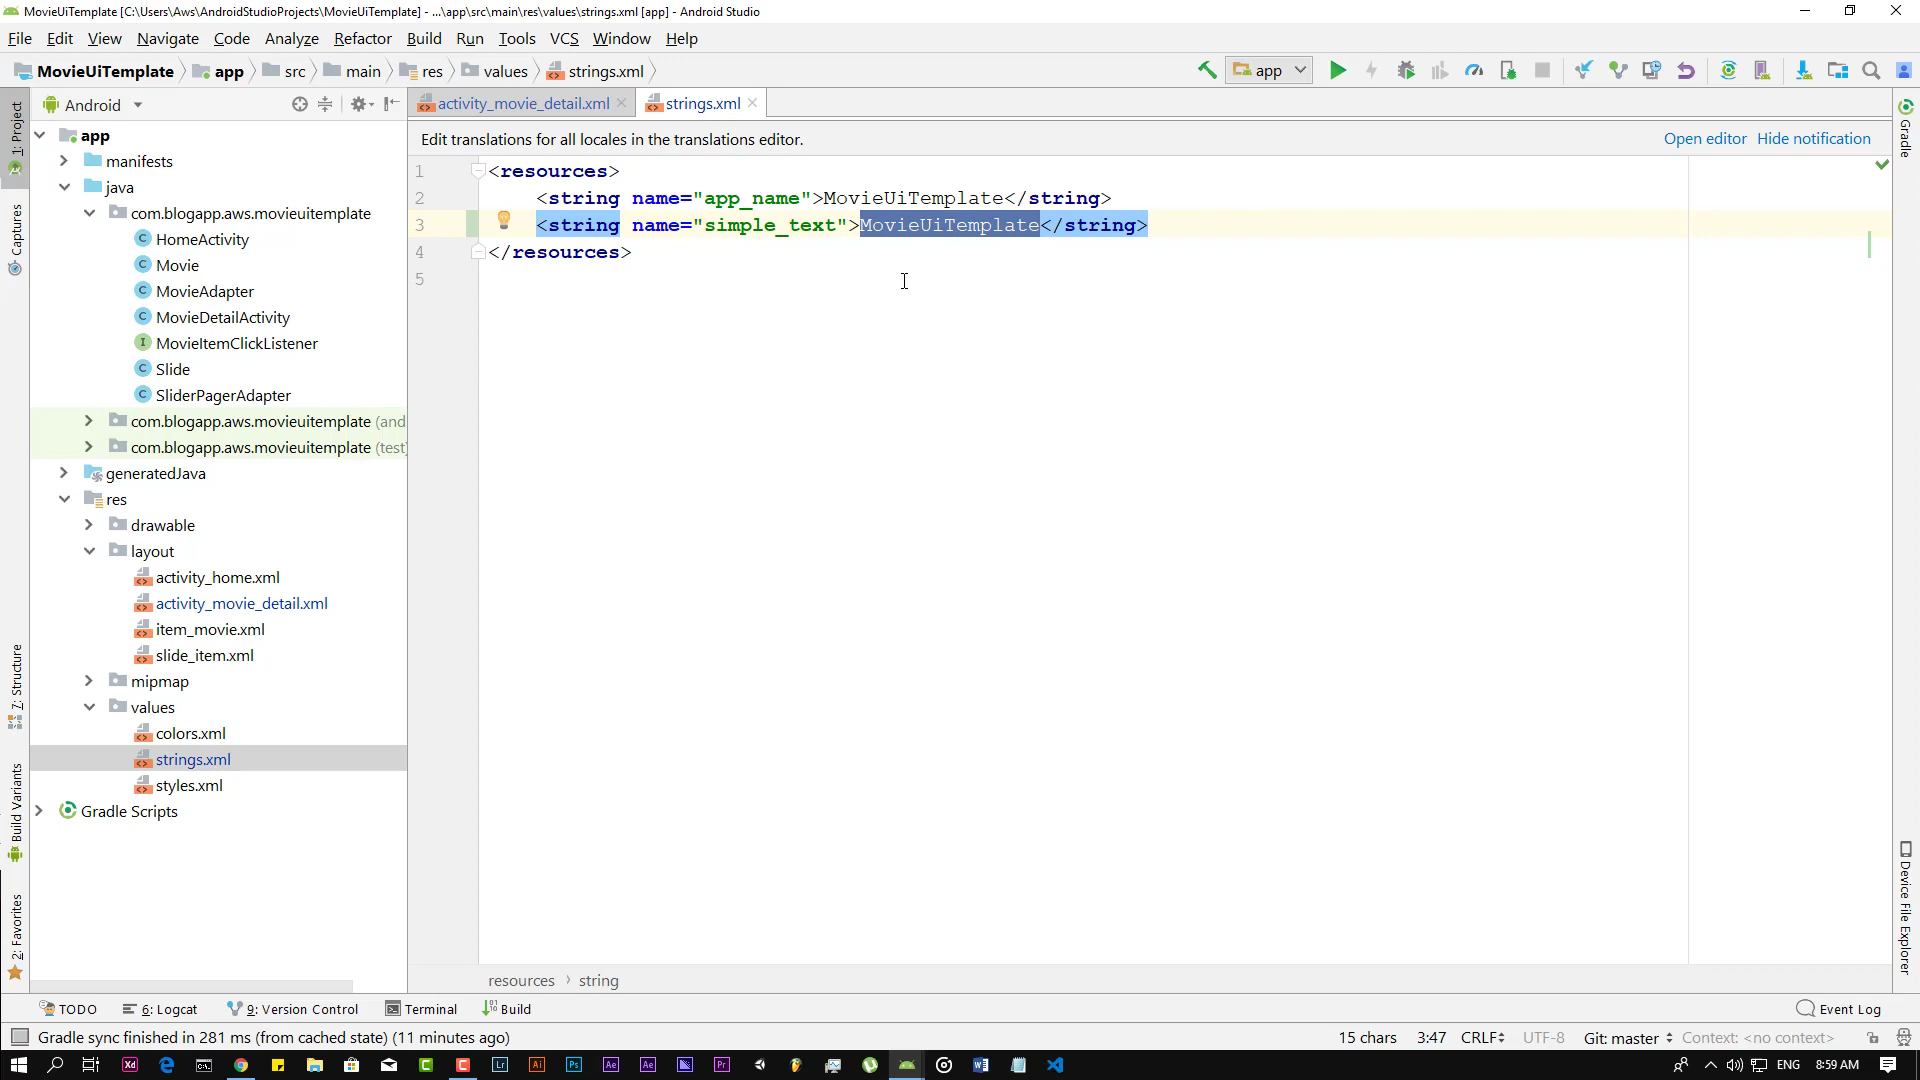 MovieUiTemplate [C:\Users\Aws\AndroidStudioProjects\MovieUiTemplate] - ...\app\src\main\res\values\strings.xml [app] - Android Studio
File Edit View Navigate Code Analyze Refactor Build Run Tools VCS Window Help
MovieUiTemplate app src main res values strings.xml app
Android
activity_movie_detail.xml strings.xml
Edit translations for all locales in the translations editor. Open editor Hide notification
1 <resources>
2 <string name="app_name">MovieUiTemplate</string>
3 <string name="simple_text">MovieUiTemplate</string>
4 </resources>
5
app
manifests
java
com.blogapp.aws.movieuitemplate
HomeActivity
Movie
MovieAdapter
MovieDetailActivity
MovieItemClickListener
Slide
SliderPagerAdapter
com.blogapp.aws.movieuitemplate (and
com.blogapp.aws.movieuitemplate (test)
generatedJava
res
drawable
layout
activity_home.xml
activity_movie_detail.xml
item_movie.xml
slide_item.xml
mipmap
values
colors.xml
strings.xml
styles.xml
Gradle Scripts
1: Project
Captures
7: Structure
Build Variants
2: Favorites
Gradle
Device File Explorer
resources › string
TODO 6: Logcat 9: Version Control Terminal Build Event Log
Gradle sync finished in 281 ms (from cached state) (11 minutes ago) 15 chars 3:47 CRLF UTF-8 Git: master Context: <no context>
Xd Lr Ai Ps Ae Ae Pr ENG 8:59 AM